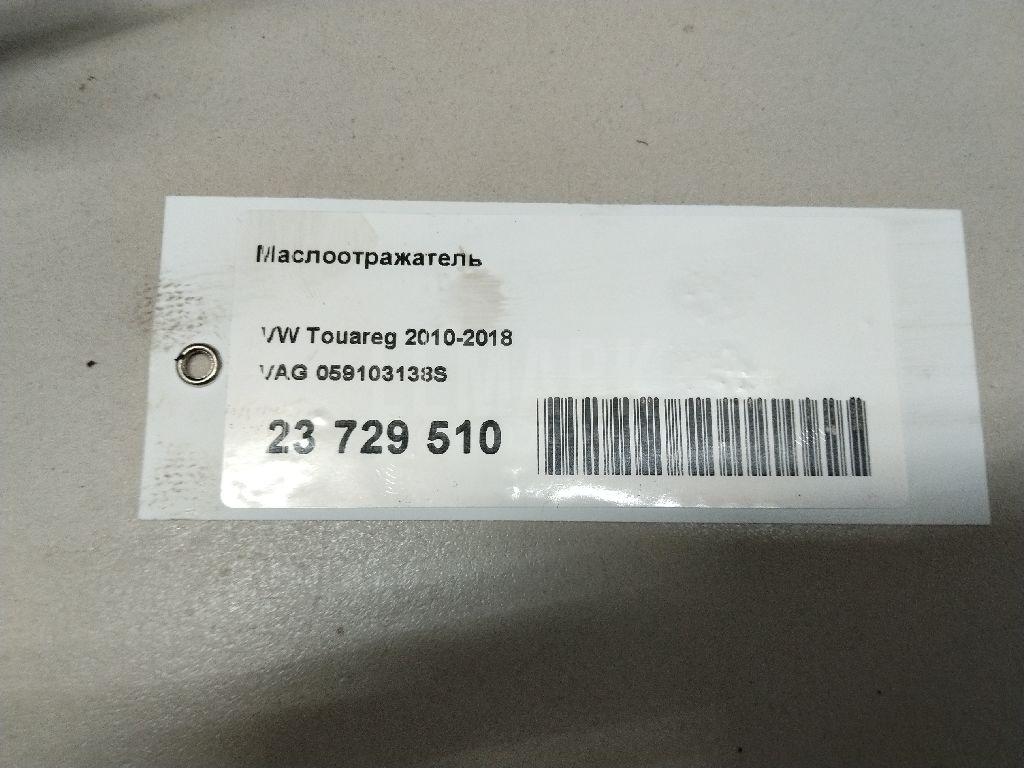 Маслоотражатель
VW Touareg 2010-2018
VAG 059103138S
23 729 510